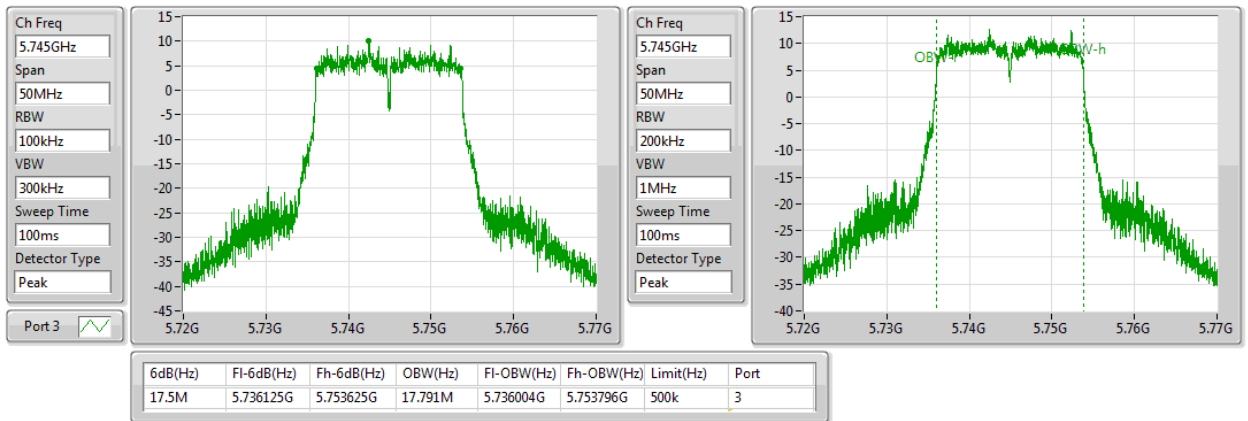 Ch Freq
5.745GHz
Span
50MHz
RBW
100kHz
VBW
300kHz
Sweep Time
100ms
Detector Type
Peak
Port 3
15
10
5
0
-5
-10
-15
-20
-25
-30
-35
-40
-45
5.72G 5.73G 5.74G 5.75G 5.76G 5.77G
Ch Freq
5.745GHz
Span
50MHz
RBW
200kHz
VBW
1MHz
Sweep Time
100ms
Detector Type
Peak
15
10
5
0
-5
-10
-15
-20
-25
-30
-35
-40
5.72G 5.73G 5.74G 5.75G 5.76G 5.77G
6dB(Hz) Fl-6dB(Hz) Fh-6dB(Hz) OBW(Hz) Fl-OBW(Hz) Fh-OBW(Hz) Limit(Hz) Port
17.5M 5.736125G 5.753625G 17.791M 5.736004G 5.753796G 500k 3